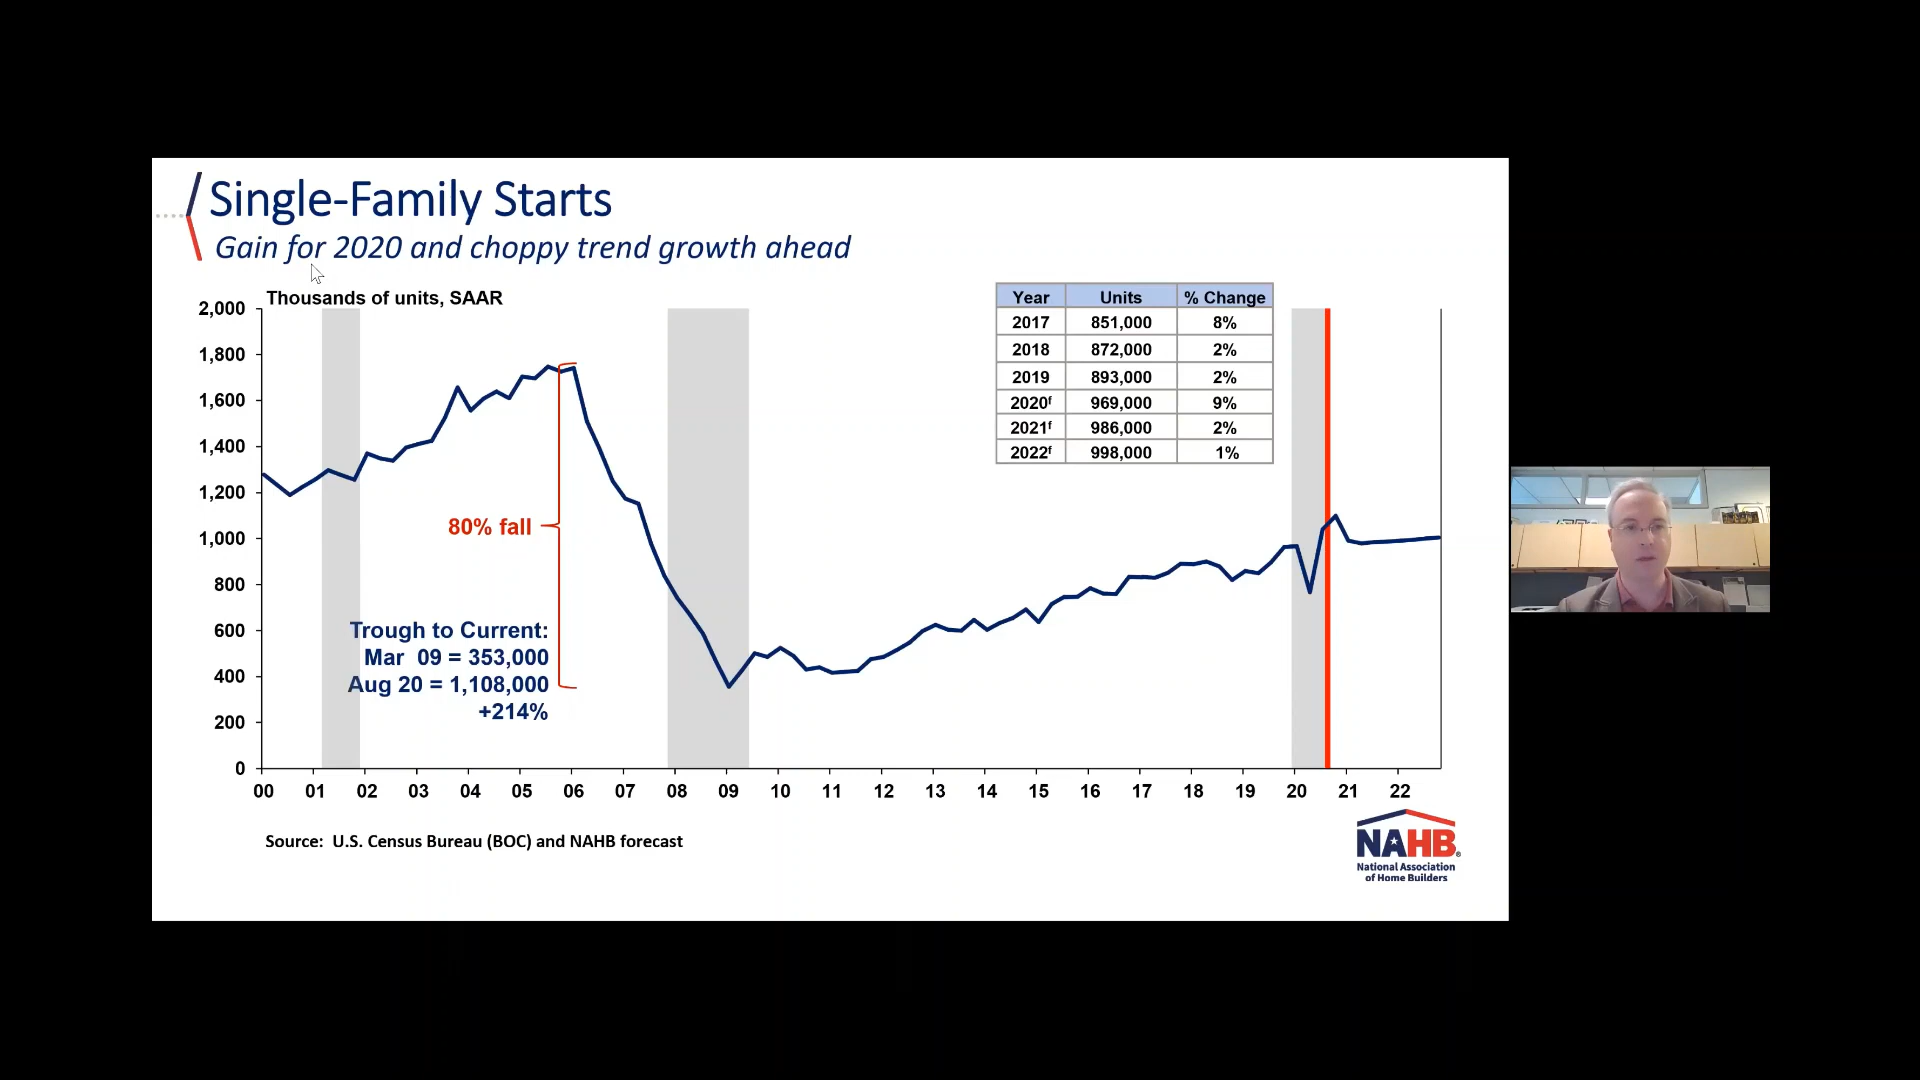 Single-Family Starts
Gain for 2020 and choppy trend growth ahead
Thousands of units, SAAR
2,000
1,800
1,600
1,400
1,200
1,000
800
600
400
200
0
80% fall
Trough to Current:
Mar 09 = 353,000
Aug 20 = 1,108,000
+214%
Year Units % Change
2017 851,000 8%
2018 872,000 2%
2019 893,000 2%
2020ᶠ 969,000 9%
2021ᶠ 986,000 2%
2022ᶠ 998,000 1%
00 01 02 03 04 05 06 07 08 09 10 11 12 13 14 15 16 17 18 19 20 21 22
Source: U.S. Census Bureau (BOC) and NAHB forecast
NAHB®
National Association
of Home Builders